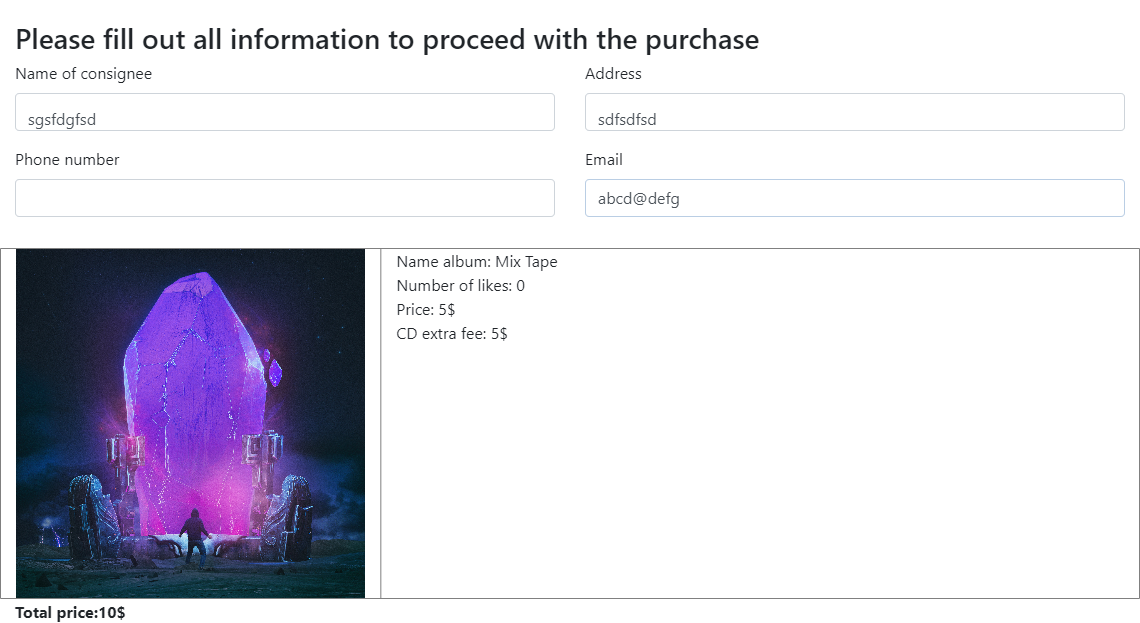 Please fill out all information to proceed with the purchase
Name of consignee
Address
sgsfdgfsd
sdfsdfsd
Phone number
Email
abcd@defg
Name album: Mix Tape
Number of likes: 0
Price: 5$
CD extra fee: 5$
Total price:10$